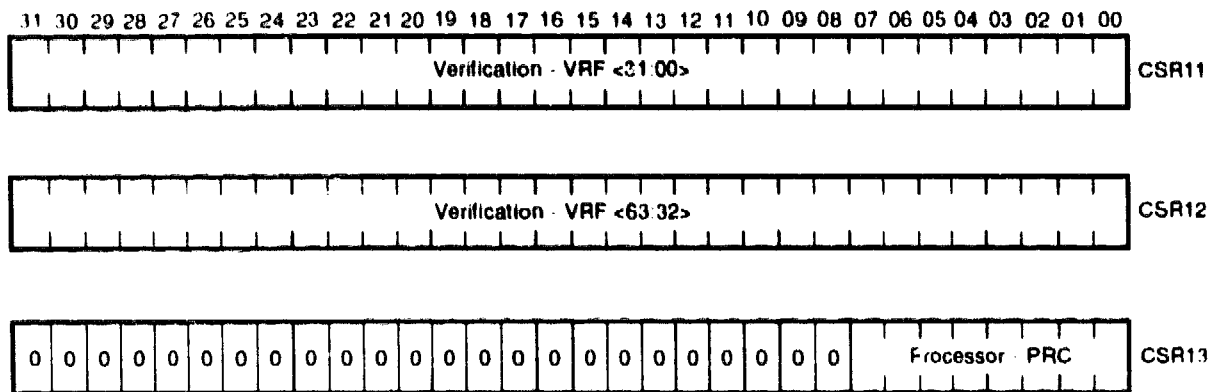 31 30 29 28 27 26 25 24 23 22 21 20 19 18 17 16 15 14 13 12 11 10 09 08 07 06 05 04 03 02 01 00
Verification - VRF <31:00> CSR11
Verification - VRF <63:32> CSR12
0 0 0 0 0 0 0 0 0 0 0 0 0 0 0 0 0 0 0 0 0 0 0 0 Processor - PRC CSR13